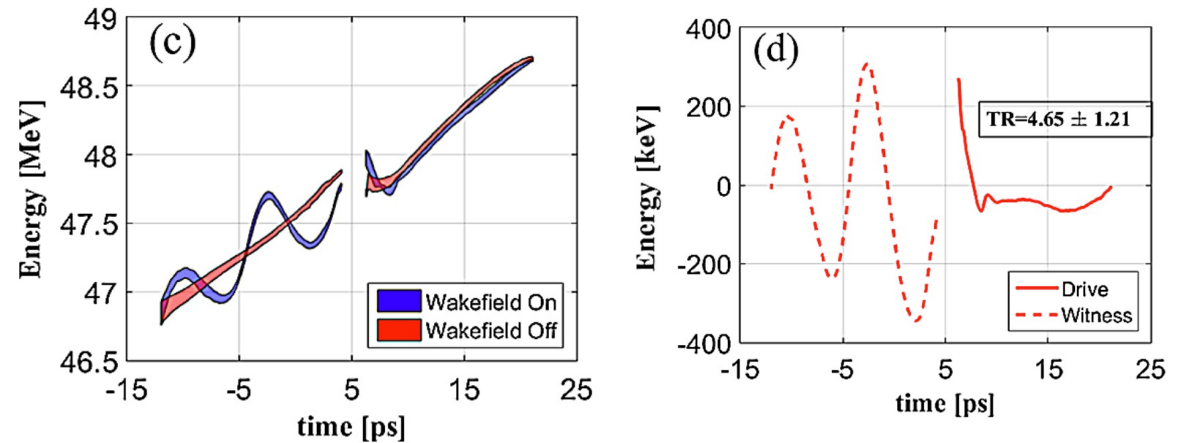 (c)
Energy [MeV]
49
48.5
48
47.5
47
46.5
-15
-5
5
15
25
time [ps]
Wakefield On
Wakefield Off
(d)
Energy [keV]
400
200
0
-200
-400
-15
-5
5
15
25
time [ps]
TR=4.65 ± 1.21
Drive
Witness